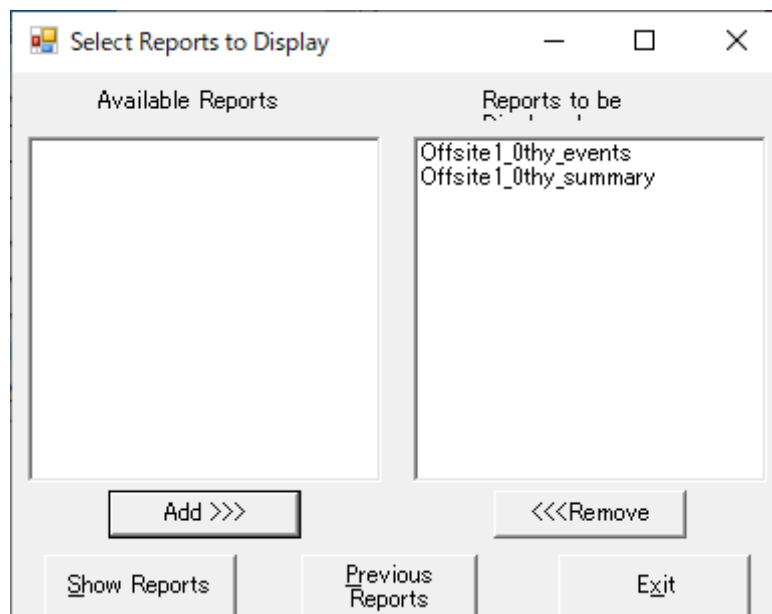 Select Reports to Display
Available Reports
Reports to be
Offsite1_0thy_events
Offsite1_0thy_summary
Add >>>
<<<Remove
Show Reports
Previous
Reports
Exit